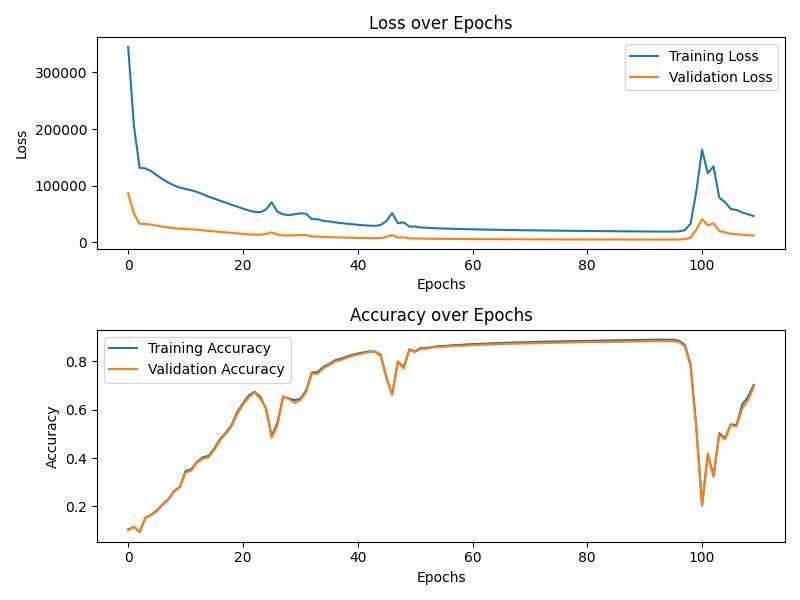 Loss over Epochs
Loss
300000
200000
100000
0
Training Loss
Validation Loss
0 20 40 60 80 100
Epochs
Accuracy over Epochs
Accuracy
0.8
0.6
0.4
0.2
Training Accuracy
Validation Accuracy
0 20 40 60 80 100
Epochs